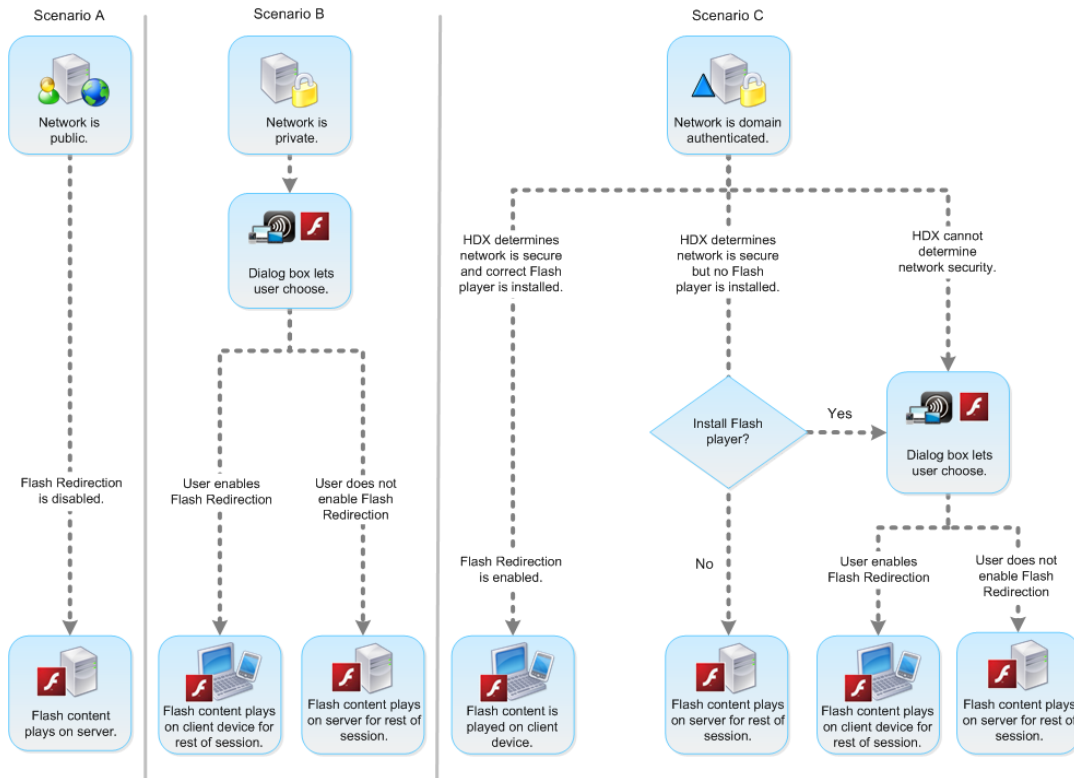 Scenario A
Scenario B
Scenario C
Network is
public.
Network is
private.
Network is domain
authenticated.
Dialog box lets
user choose.
HDX determines
network is secure
and correct Flash
player is installed.
HDX determines
network is secure
but no Flash
player is installed.
HDX cannot
determine
network security.
Install Flash
player?
Yes
Dialog box lets
user choose.
Flash Redirection
is disabled.
User enables
Flash Redirection
User does not
enable Flash
Redirection
Flash Redirection
is enabled.
No
User enables
Flash Redirection
User does not
enable Flash
Redirection
Flash content
plays on server.
Flash content plays
on client device for
rest of session.
Flash content plays
on server for rest of
session.
Flash content is
played on client
device.
Flash content plays
on server for rest of
session.
Flash content plays
on client device for
rest of session.
Flash content plays
on server for rest of
session.